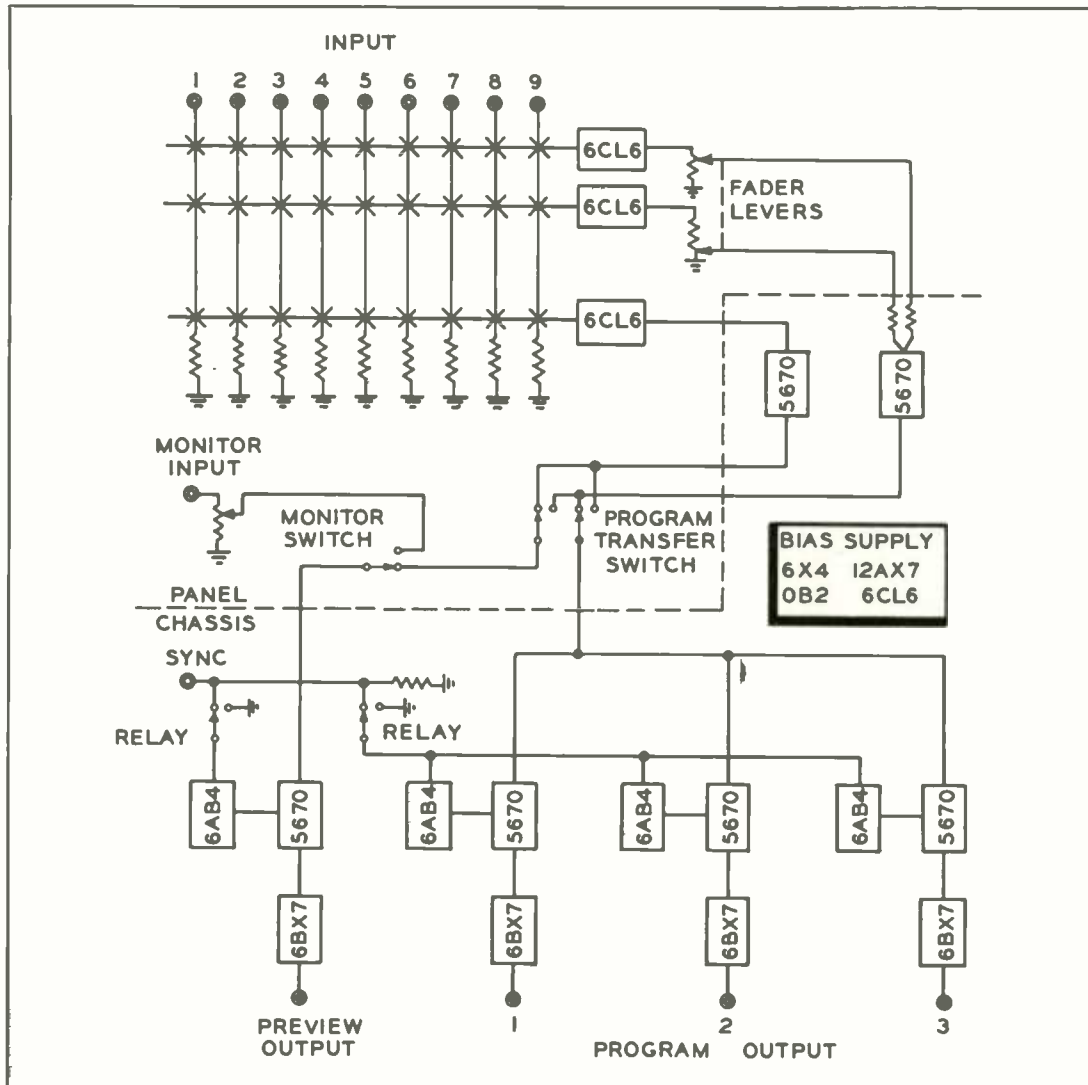 INPUT
1 2 3 4 5 6 7 8 9
6CL6
6CL6
FADER
LEVERS
6CL6
5670
5670
MONITOR
INPUT
MONITOR
SWITCH
PROGRAM
TRANSFER
SWITCH
BIAS SUPPLY
6X4 12AX7
OB2 6CL6
PANEL
CHASSIS
SYNC
RELAY
RELAY
6AB4
5670
6AB4
5670
6AB4
5670
6AB4
5670
6BX7
6BX7
6BX7
6BX7
PREVIEW
OUTPUT
1
2
3
PROGRAM OUTPUT